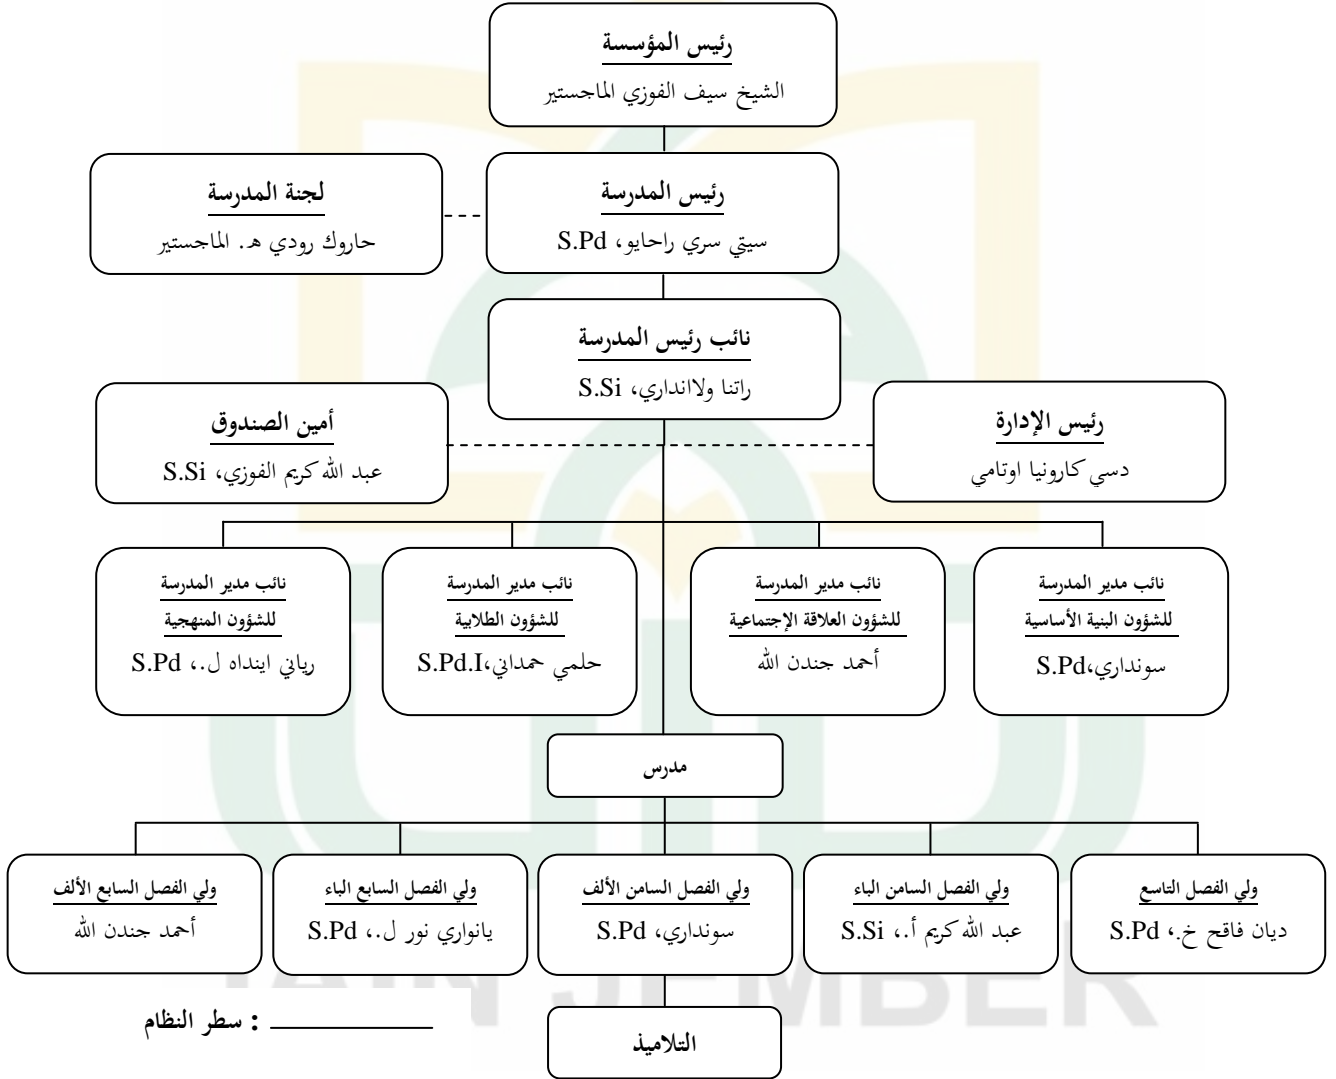 رئيس المؤسسة
الشيخ سيف الفوزي الماجستير
رئيس المدرسة
سيتي سري راحايو، S.Pd
لجنة المدرسة
حاروك رودي هـ. الماجستير
نائب رئيس المدرسة
راتنا ولاانداري، S.Si
رئيس الإدارة
دسي كارونيا اوتامي
أمين الصندوق
عبد الله كريم الفوزي، S.Si
نائب مدير المدرسة
للشؤون البنية الأساسية
سونداري،S.Pd
نائب مدير المدرسة
للشؤون العلاقة الإجتماعية
أحمد جندن الله
نائب مدير المدرسة
للشؤون الطلابية
حلمي حمداني،S.Pd.I
نائب مدير المدرسة
للشؤون المنهجية
رياني اينداه ل.، S.Pd
مدرس
ولي الفصل التاسع
ديان فاقح خ.، S.Pd
ولي الفصل السامن الباء
عبد الله كريم أ.، S.Si
ولي الفصل السامن الألف
سونداري، S.Pd
ولي الفصل السابع الباء
يانواري نور ل.، S.Pd
ولي الفصل السابع الألف
أحمد جندن الله
التلاميذ
: سطر النظام
IAIN JEMBER